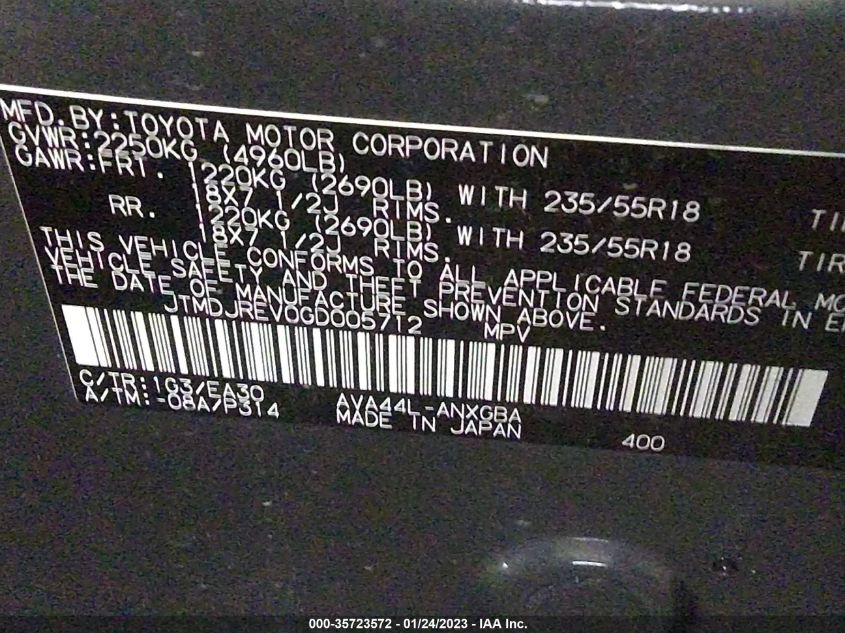 MFD.BY:TOYOTA MOTOR CORPORATION
GVWR:2250KG (4960LB)
GAWR:FRT. 1220KG (2690LB) WITH 235/55R18
18X7 1/2J RIMS.
RR. 1220KG (2690LB) WITH 235/55R18
18X7 1/2J RIMS.
THIS VEHICLE CONFORMS TO ALL APPLICABLE FEDERAL
VEHICLE SAFETY AND THEFT PREVENTION STANDARDS IN
THE DATE OF MANUFACTURE SHOWN ABOVE.
JTMDJREV0GD005712 MPV
C/TR:1G3/EA30 AVA44L-ANXGBA
A/TM:-08A/P314 MADE IN JAPAN
400
000-35723572 - 01/24/2023 - IAA Inc.